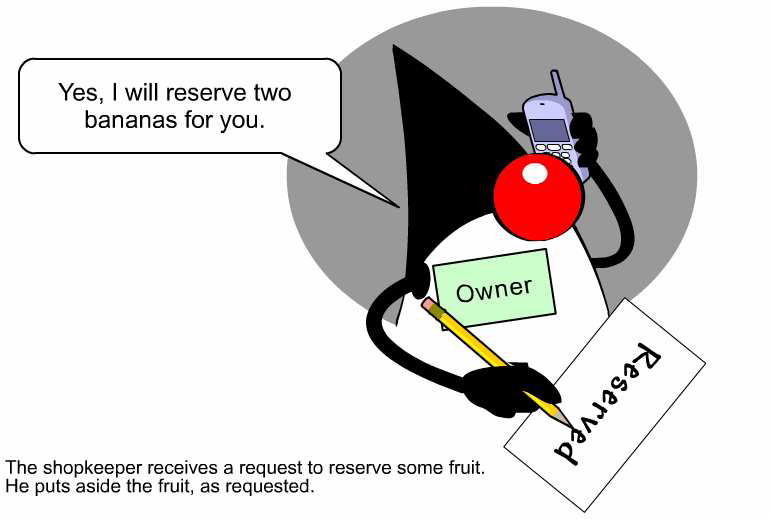 Yes, I will reserve two
bananas for you.
Owner
Reserved
The shopkeeper receives a request to reserve some fruit.
He puts aside the fruit, as requested.